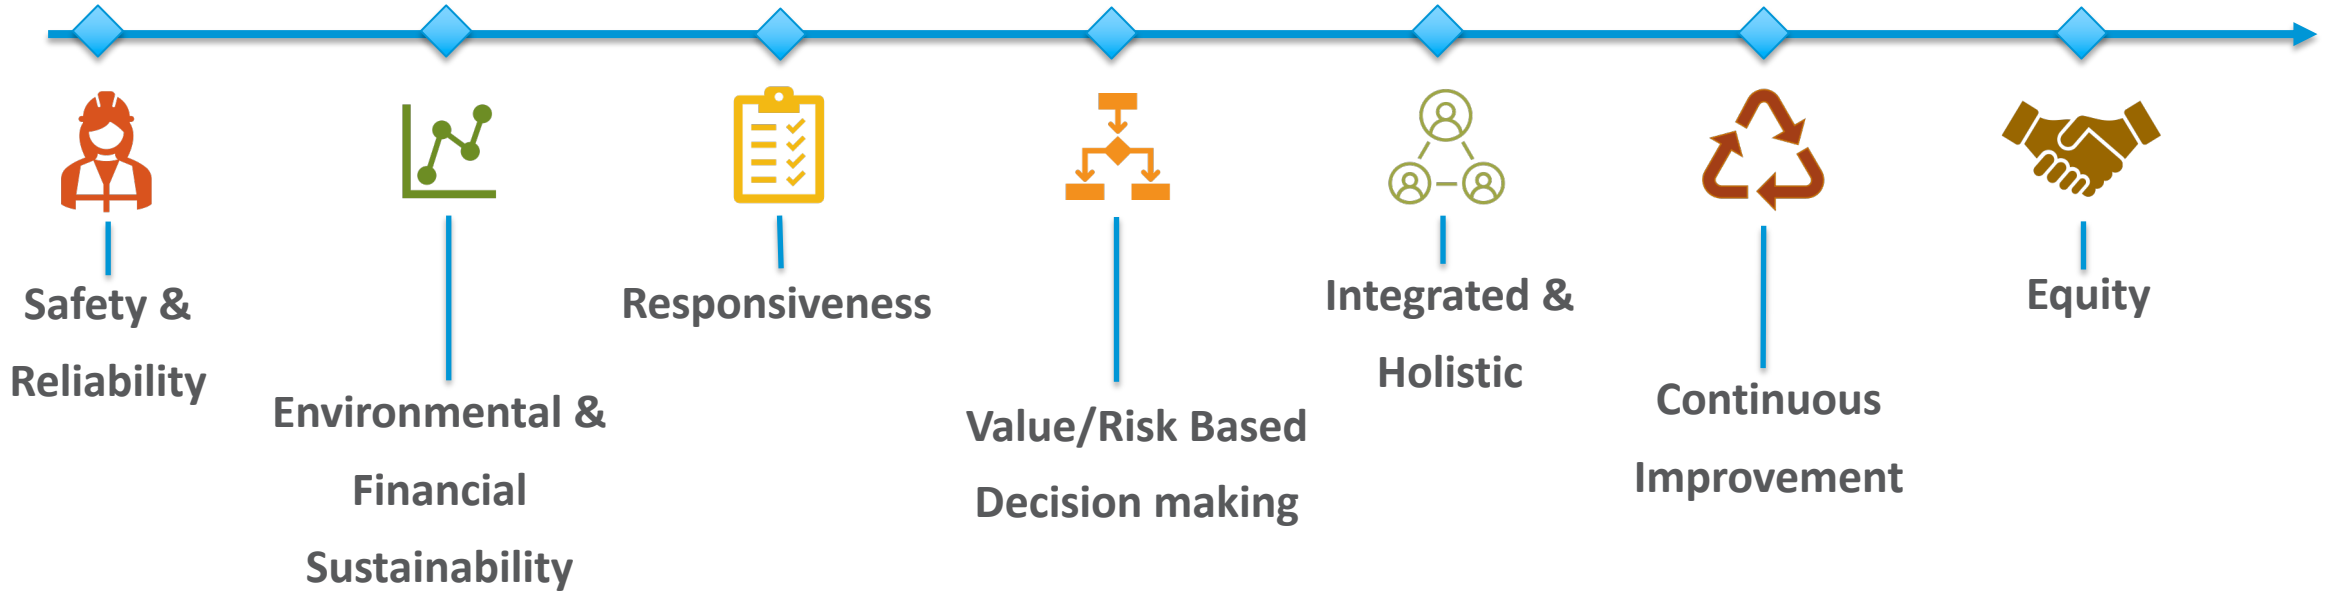 Safety &
Reliability
Environmental &
Financial
Sustainability
Responsiveness
Value/Risk Based
Decision making
Integrated &
Holistic
Continuous
Improvement
Equity